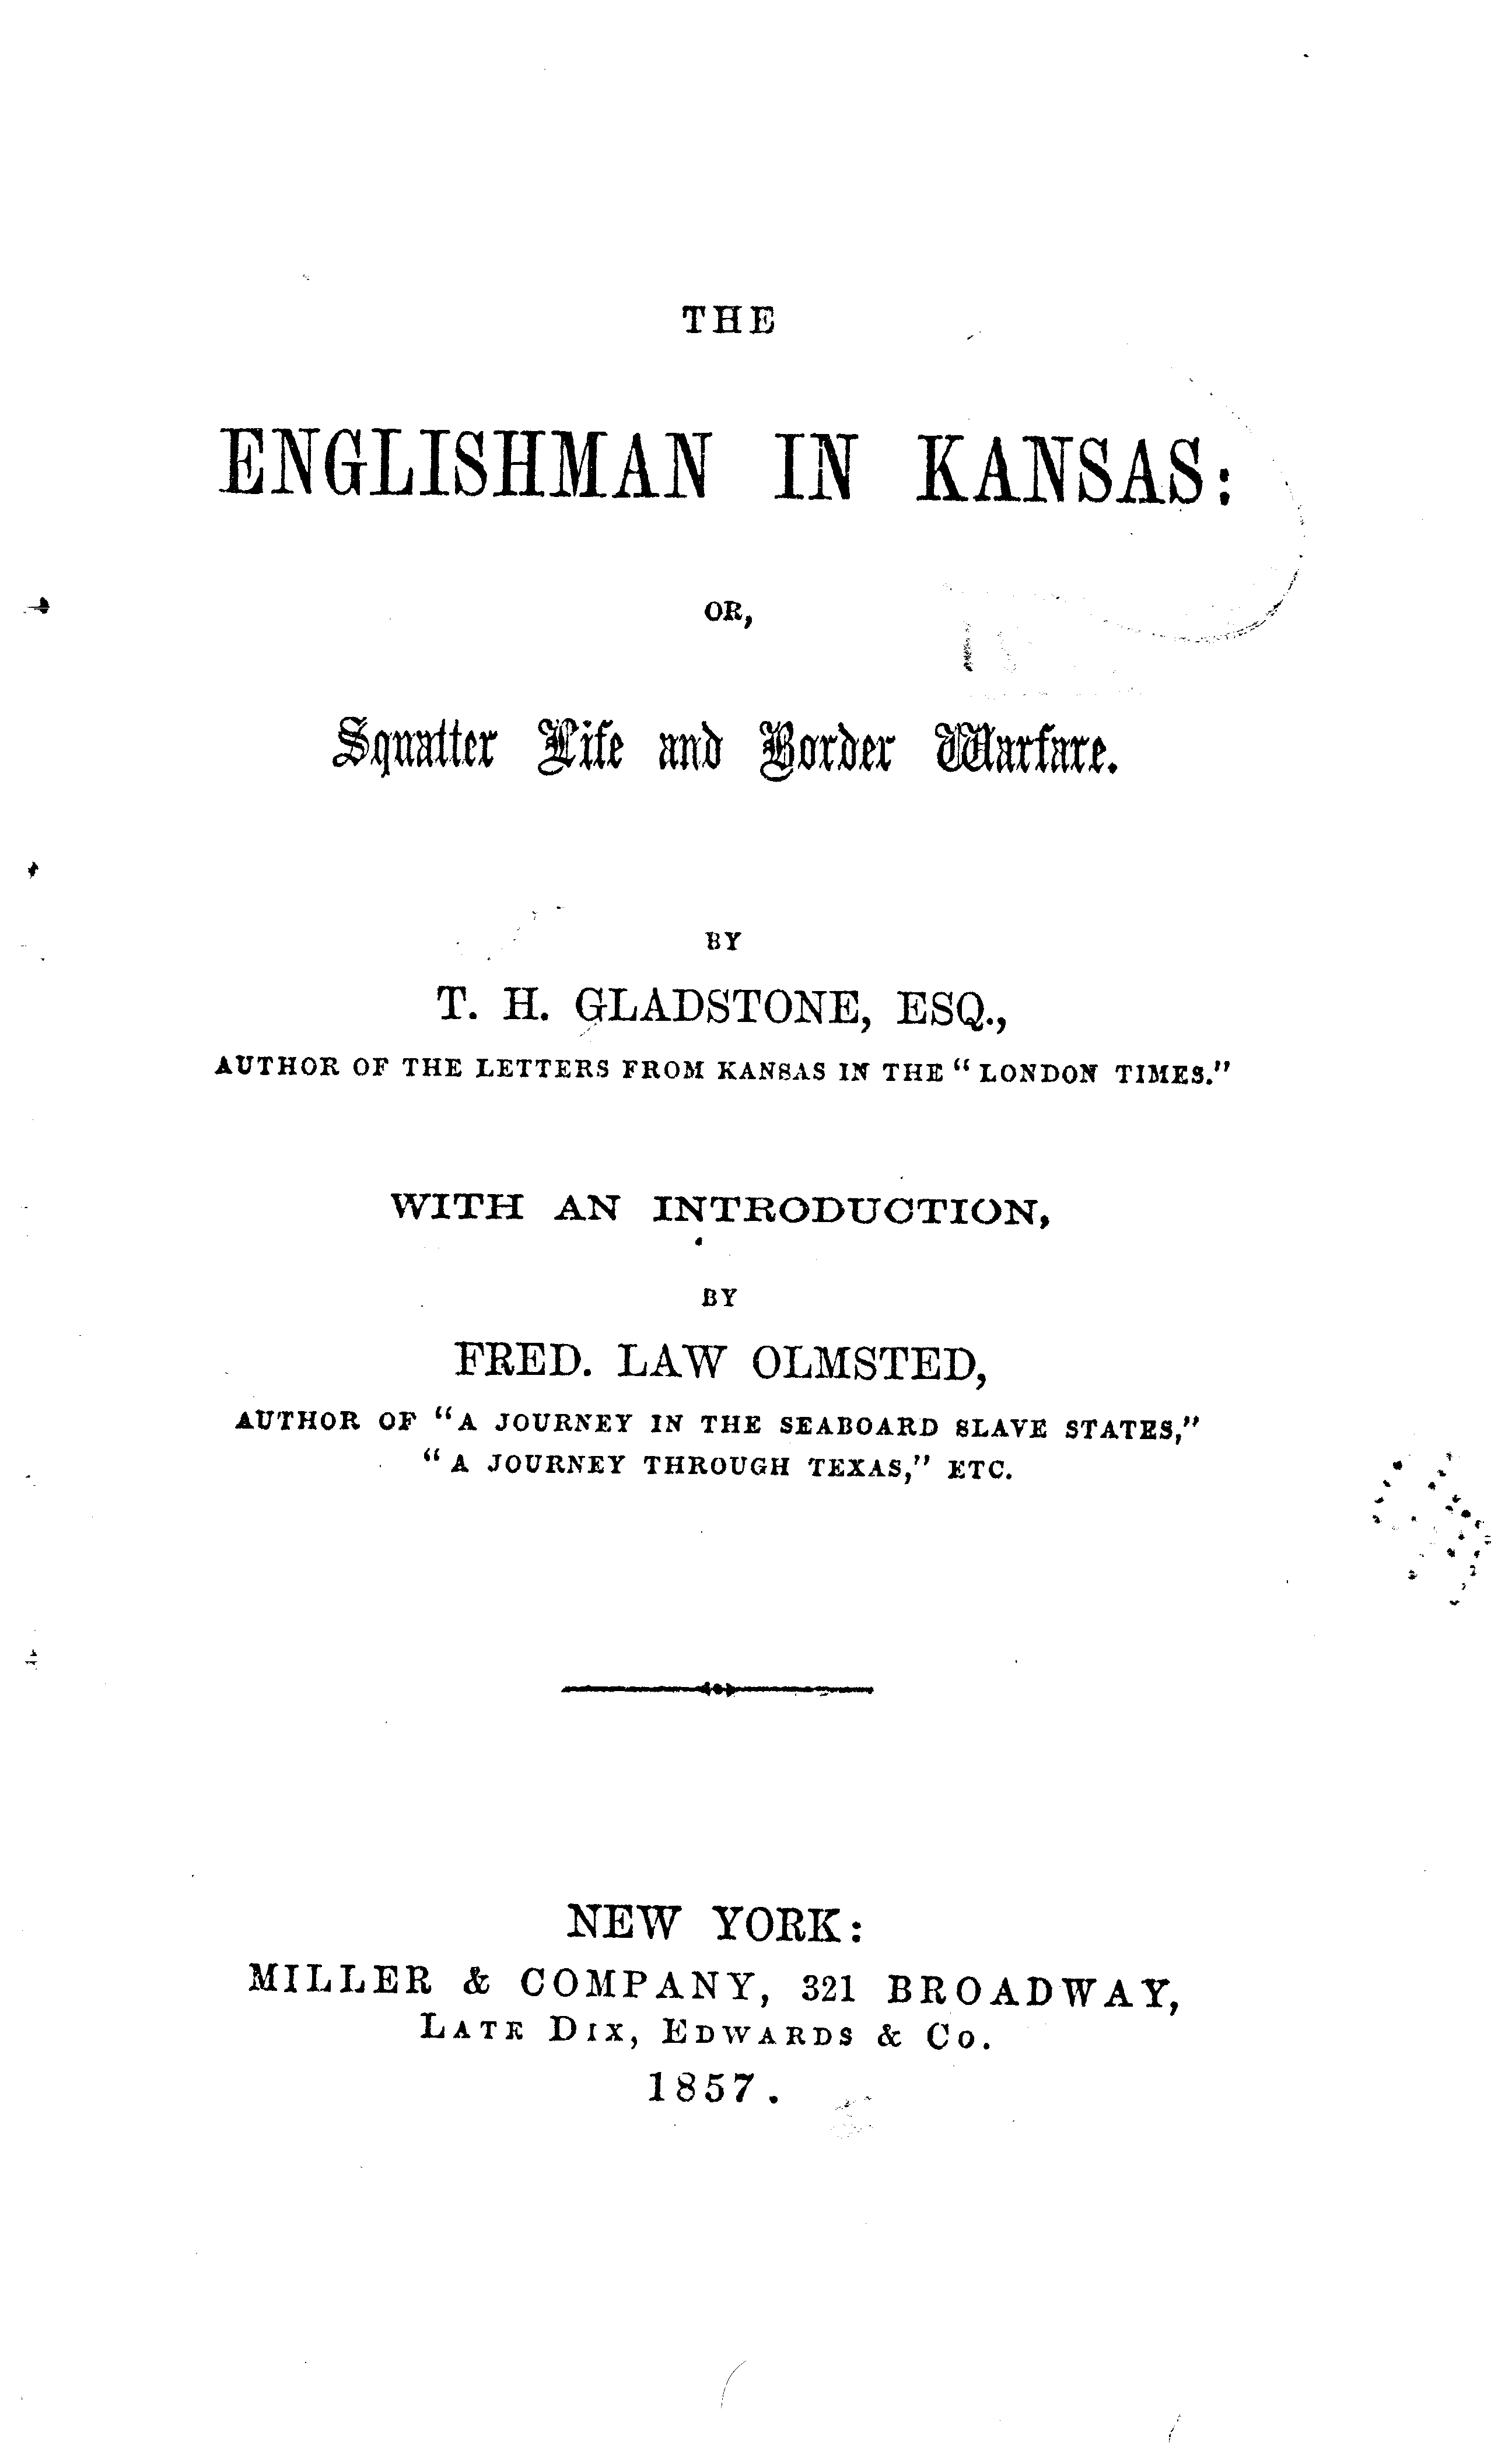 THE
ENGLISHMAN IN KANSAS:
OR,
Squatter Life and Border Warfare.
BY
T. H. GLADSTONE, ESQ.,
AUTHOR OF THE LETTERS FROM KANSAS IN THE "LONDON TIMES."
WITH AN INTRODUCTION,
BY
FRED. LAW OLMSTED,
AUTHOR OF "A JOURNEY IN THE SEABOARD SLAVE STATES,"
"A JOURNEY THROUGH TEXAS," ETC.
NEW YORK:
MILLER & COMPANY, 321 BROADWAY,
LATE DIX, EDWARDS & CO.
1857.